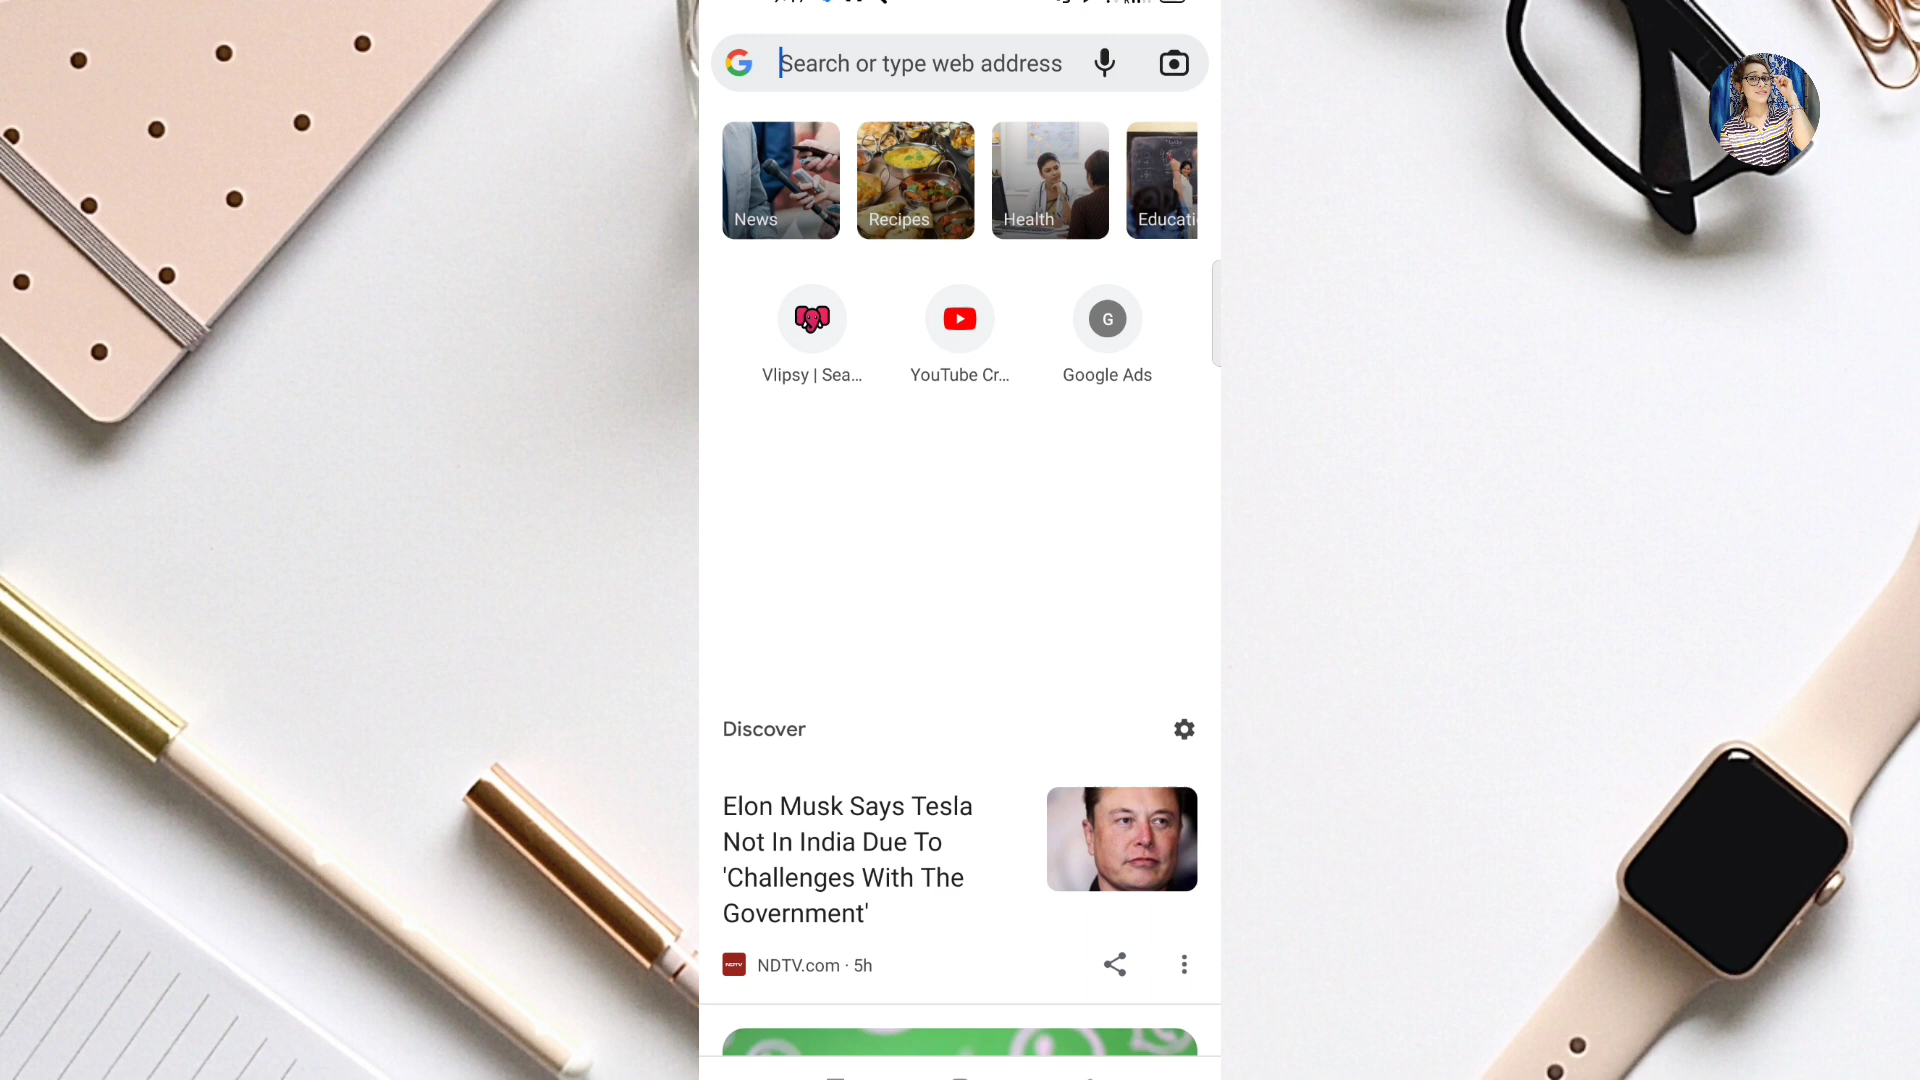 Search or type web address
News
Recipes
Health
Educati
Vlipsy | Sea...
YouTube Cr...
G
Google Ads
Discover
Elon Musk Says Tesla
Not In India Due To
'Challenges With The
Government'
NDTV
NDTV.com · 5h